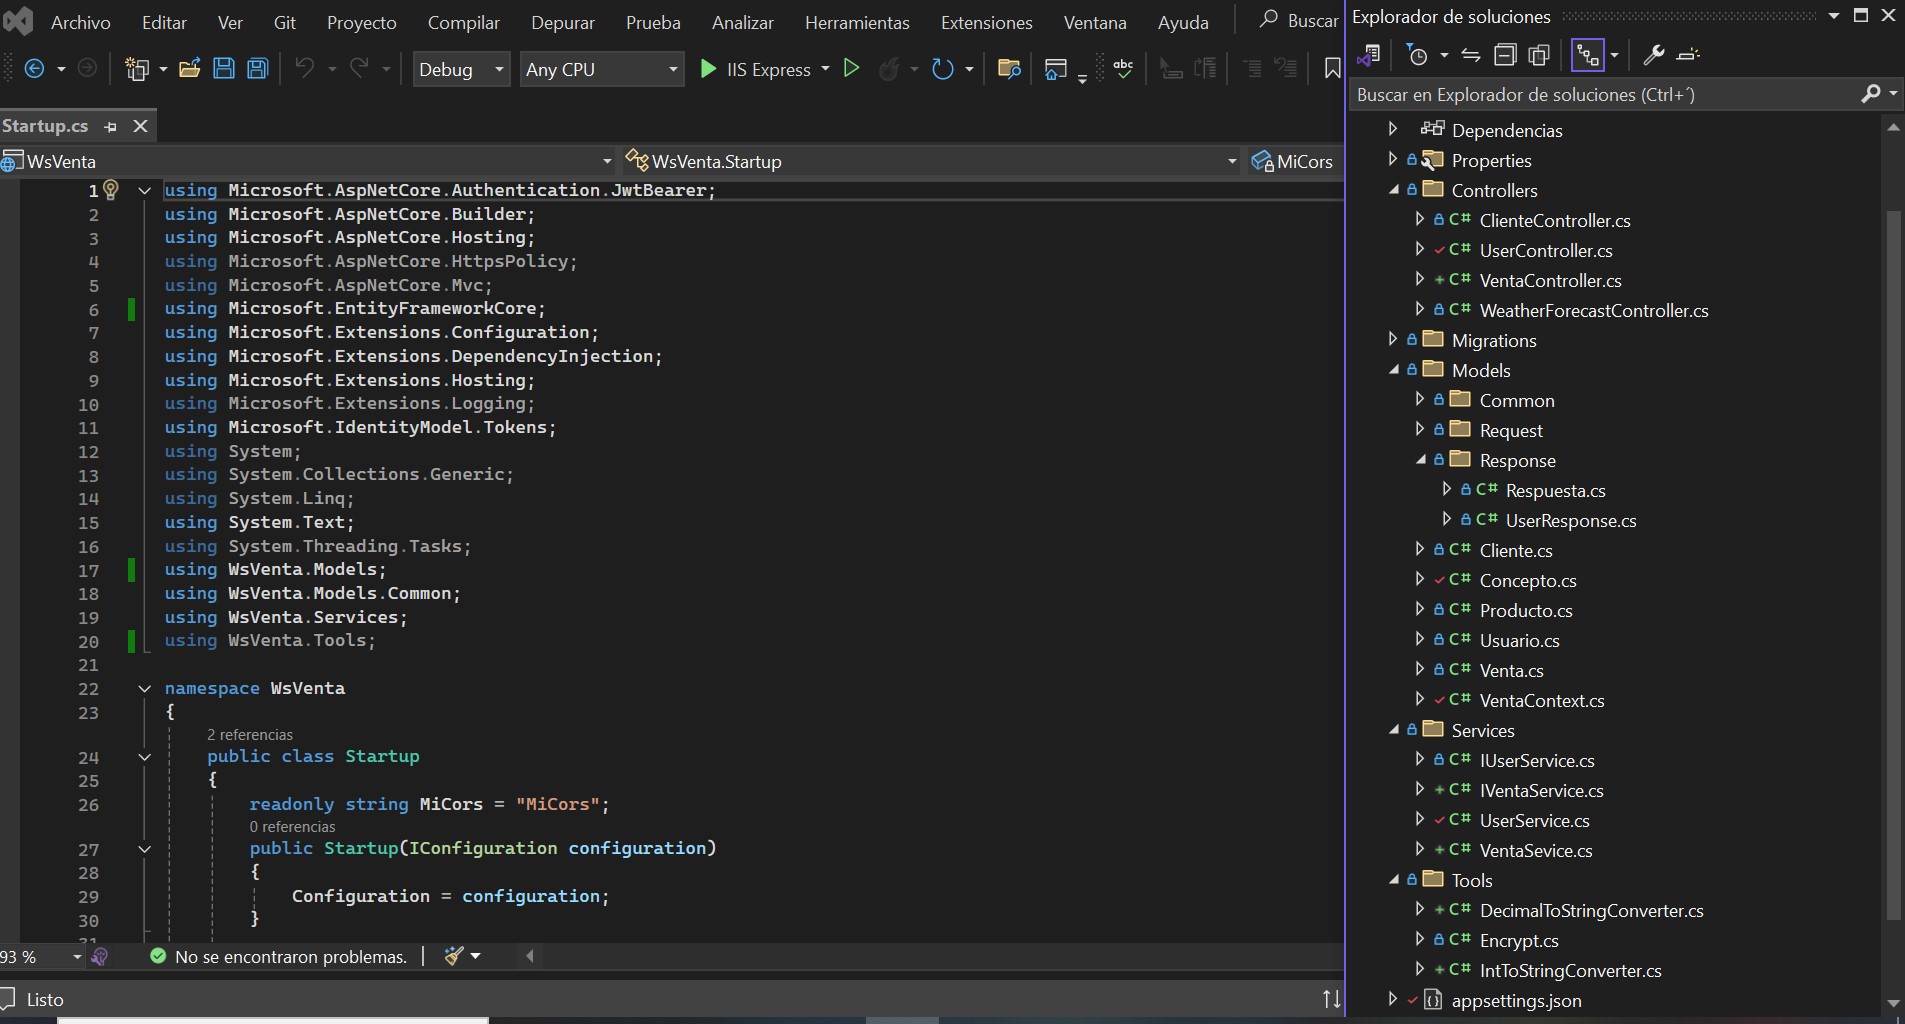 Archivo Editar Ver Git Proyecto Compilar Depurar Prueba Analizar Herramientas Extensiones Ventana Ayuda Buscar
Debug Any CPU IIS Express abc
Startup.cs
WsVenta WsVenta.Startup MiCors
1 using Microsoft.AspNetCore.Authentication.JwtBearer;
2 using Microsoft.AspNetCore.Builder;
3 using Microsoft.AspNetCore.Hosting;
4 using Microsoft.AspNetCore.HttpsPolicy;
5 using Microsoft.AspNetCore.Mvc;
6 using Microsoft.EntityFrameworkCore;
7 using Microsoft.Extensions.Configuration;
8 using Microsoft.Extensions.DependencyInjection;
9 using Microsoft.Extensions.Hosting;
10 using Microsoft.Extensions.Logging;
11 using Microsoft.IdentityModel.Tokens;
12 using System;
13 using System.Collections.Generic;
14 using System.Linq;
15 using System.Text;
16 using System.Threading.Tasks;
17 using WsVenta.Models;
18 using WsVenta.Models.Common;
19 using WsVenta.Services;
20 using WsVenta.Tools;
21
22 namespace WsVenta
23 {
2 referencias
24 public class Startup
25 {
26 readonly string MiCors = "MiCors";
0 referencias
27 public Startup(IConfiguration configuration)
28 {
29 Configuration = configuration;
30 }
31
93 % No se encontraron problemas.
Listo
Explorador de soluciones
Buscar en Explorador de soluciones (Ctrl+´)
Dependencias
Properties
Controllers
C# ClienteController.cs
C# UserController.cs
C# VentaController.cs
C# WeatherForecastController.cs
Migrations
Models
Common
Request
Response
C# Respuesta.cs
C# UserResponse.cs
C# Cliente.cs
C# Concepto.cs
C# Producto.cs
C# Usuario.cs
C# Venta.cs
C# VentaContext.cs
Services
C# IUserService.cs
C# IVentaService.cs
C# UserService.cs
C# VentaSevice.cs
Tools
C# DecimalToStringConverter.cs
C# Encrypt.cs
C# IntToStringConverter.cs
appsettings.json